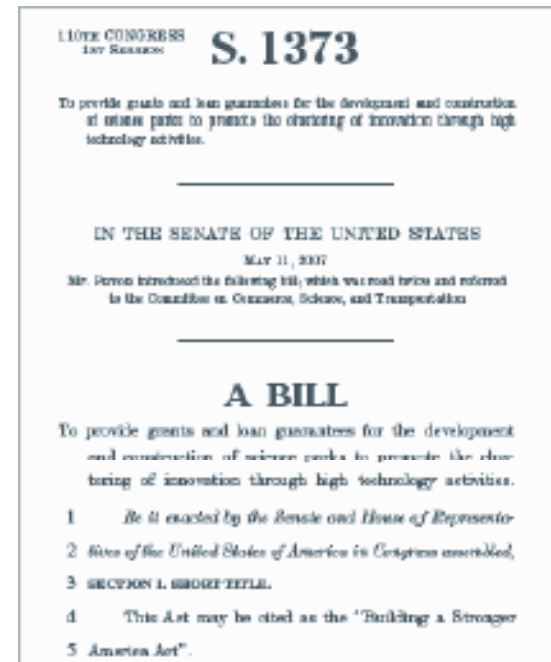 110TH CONGRESS
1ST SESSION
S. 1373
To provide grants and loan guarantees for the development and construction
of science parks to promote the clustering of innovation through high
technology activities.
IN THE SENATE OF THE UNITED STATES
MAY 11, 2007
Mr. PRYOR introduced the following bill; which was read twice and referred
to the Committee on Commerce, Science, and Transportation
A BILL
To provide grants and loan guarantees for the development
and construction of science parks to promote the clus-
tering of innovation through high technology activities.
1 Be it enacted by the Senate and House of Representa-
2 tives of the United States of America in Congress assembled,
3 SECTION 1. SHORT TITLE.
4 This Act may be cited as the "Building a Stronger
5 America Act".